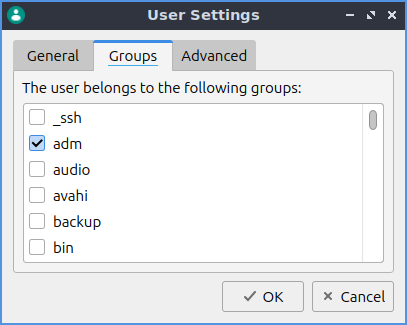 User Settings
General Groups Advanced
The user belongs to the following groups:
_ssh
adm
audio
avahi
backup
bin
OK Cancel